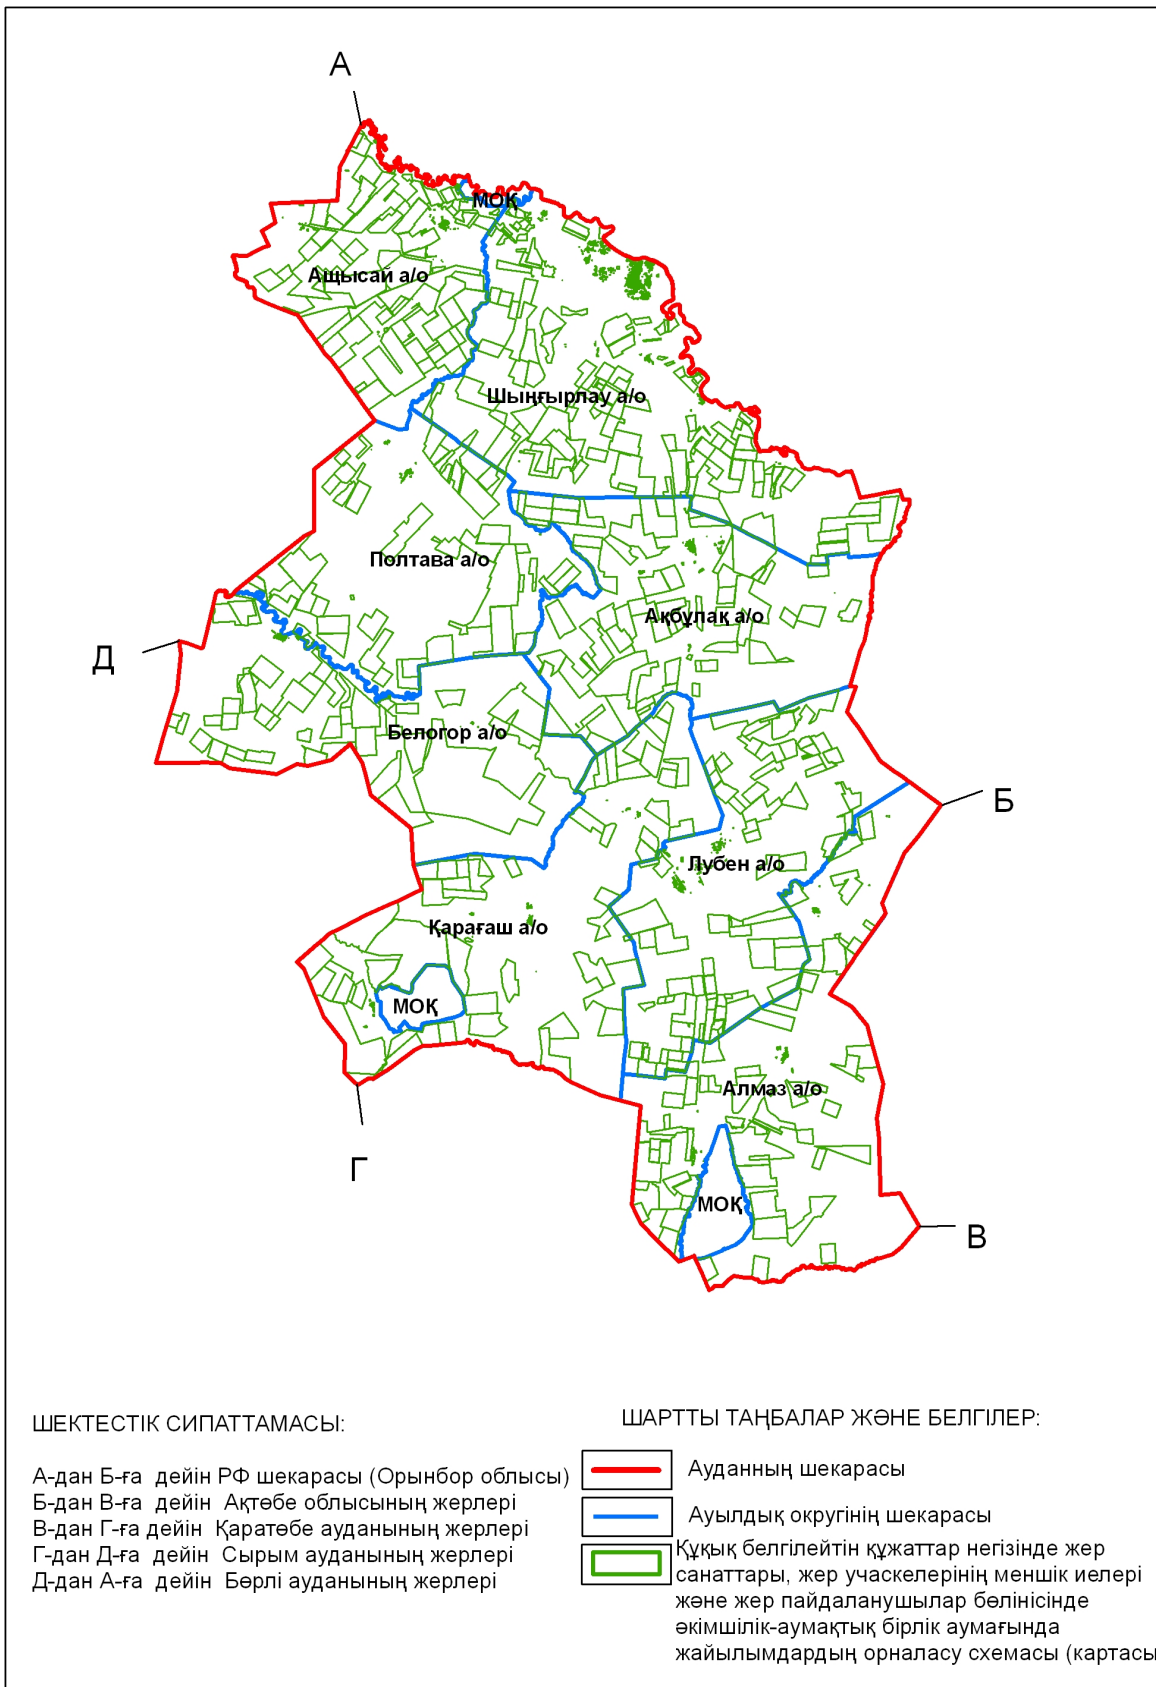 А
МОҚ
Ащысай а/о
Шыңғырлау а/о
Полтава а/о
Ақбұлақ а/о
Д
Белогор а/о
Б
Лубен а/о
Қарағаш а/о
МОҚ
Алмаз а/о
Г
МОҚ
В
ШЕКТЕСТІК СИПАТТАМАСЫ:
А-дан Б-ға дейін РФ шекарасы (Орынбор облысы)
Б-дан В-ға дейін Ақтөбе облысының жерлері
В-дан Г-ға дейін Қаратөбе ауданының жерлері
Г-дан Д-ға дейін Сырым ауданының жерлері
Д-дан А-ға дейін Бөрлі ауданының жерлері
ШАРТТЫ ТАҢБАЛАР ЖӘНЕ БЕЛГІЛЕР:
Ауданның шекарасы
Ауылдық округінің шекарасы
Құқық белгілейтін құжаттар негізінде жер
санаттары, жер учаскелерінің меншік иелері
және жер пайдаланушылар бөлінісінде
әкімшілік-аумақтық бірлік аумағында
жайылымдардың орналасу схемасы (картасы